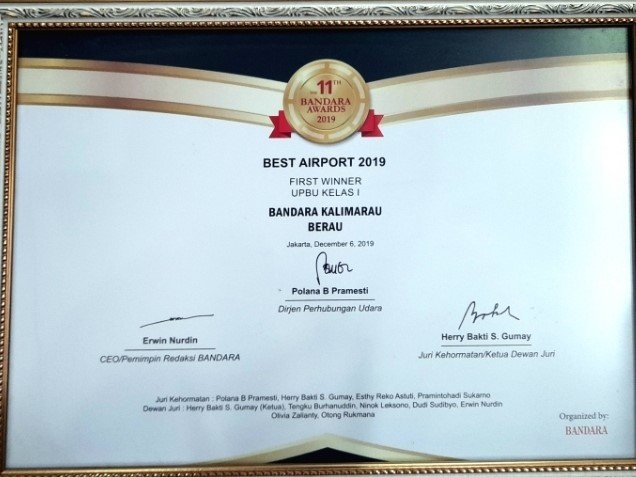 THE 11TH
BANDARA
AWARDS
2019
BEST AIRPORT 2019
FIRST WINNER
UPBU KELAS I
BANDARA KALIMARAU
BERAU
Jakarta, December 6, 2019
Polana B Pramesti
Dirjen Perhubungan Udara
Erwin Nurdin
CEO/Pemimpin Redaksi BANDARA
Herry Bakti S. Gumay
Juri Kehormatan/Ketua Dewan Juri
Juri Kehormatan : Polana B Pramesti, Herry Bakti S. Gumay, Esthy Reko Astuti, Pramintohadi Sukarno
Dewan Juri : Herry Bakti S. Gumay (Ketua), Tengku Burhanuddin, Ninok Leksono, Dudi Sudibyo, Erwin Nurdin
Olivia Zalianty, Otong Rukmana
Organized by:
BANDARA